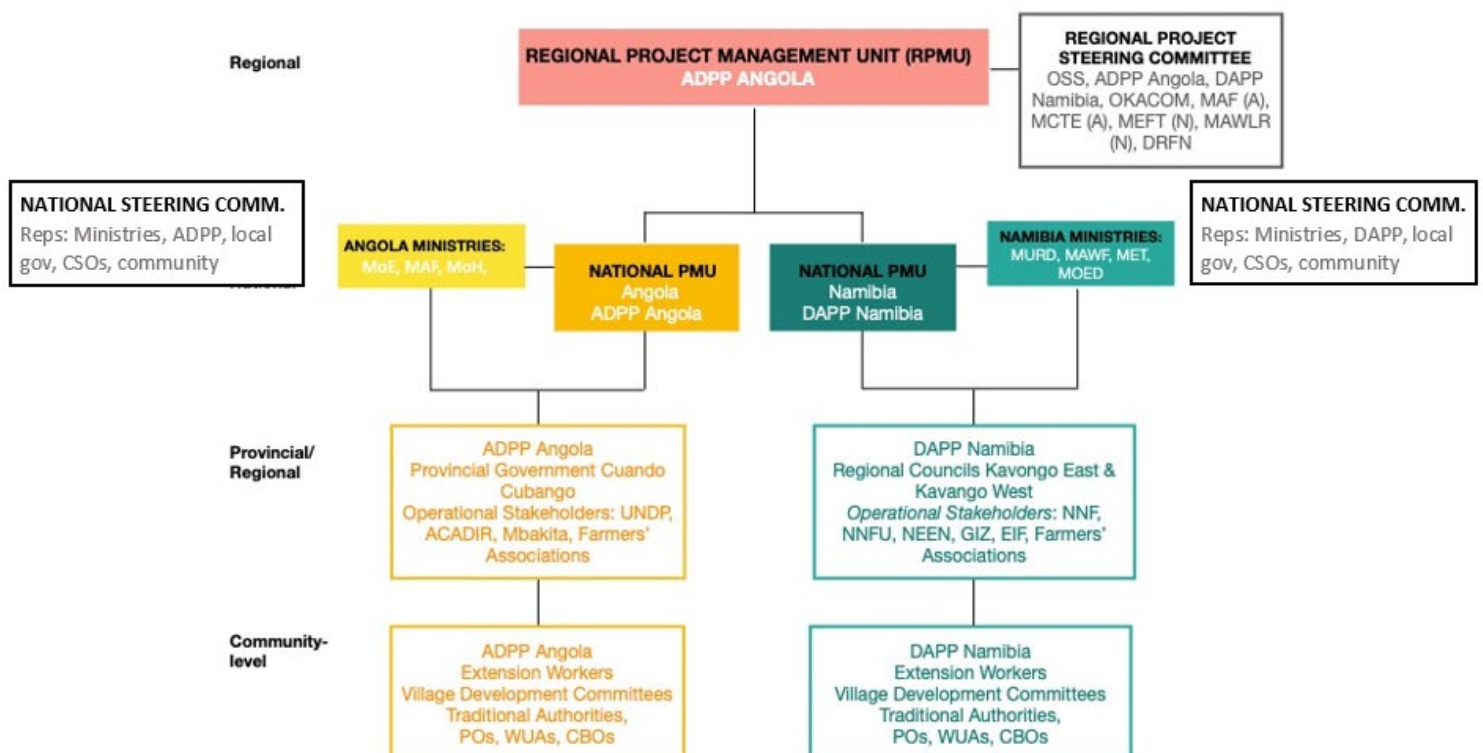 Regional
REGIONAL PROJECT MANAGEMENT UNIT (RPMU)
ADPP ANGOLA
REGIONAL PROJECT
STEERING COMMITTEE
OSS, ADPP Angola, DAPP
Namibia, OKACOM, MAF (A),
MCTE (A), MEFT (N), MAWLR
(N), DRFN
NATIONAL STEERING COMM.
Reps: Ministries, ADPP, local
gov, CSOs, community
ANGOLA MINISTRIES:
MoE, MAF, MoH,
NATIONAL PMU
Angola
ADPP Angola
NATIONAL PMU
Namibia
DAPP Namibia
NAMIBIA MINISTRIES:
MURD, MAWF, MET,
MOED
NATIONAL STEERING COMM.
Reps: Ministries, DAPP, local
gov, CSOs, community
Provincial/
Regional
ADPP Angola
Provincial Government Cuando
Cubango
Operational Stakeholders: UNDP,
ACADIR, Mbakita, Farmers'
Associations
DAPP Namibia
Regional Councils Kavongo East &
Kavango West
Operational Stakeholders: NNF,
NNFU, NEEN, GIZ, EIF, Farmers'
Associations
Community-
level
ADPP Angola
Extension Workers
Village Development Committees
Traditional Authorities,
POs, WUAs, CBOs
DAPP Namibia
Extension Workers
Village Development Committees
Traditional Authorities,
POs, WUAs, CBOs